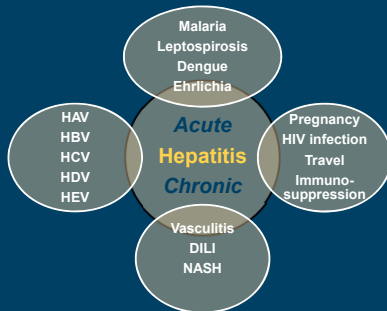 Malaria
Leptospirosis
Dengue
Ehrlichia
HAV
HBV
HCV
HDV
HEV
Acute
Hepatitis
Chronic
Pregnancy
HIV infection
Travel
Immuno-
suppression
Vasculitis
DILI
NASH